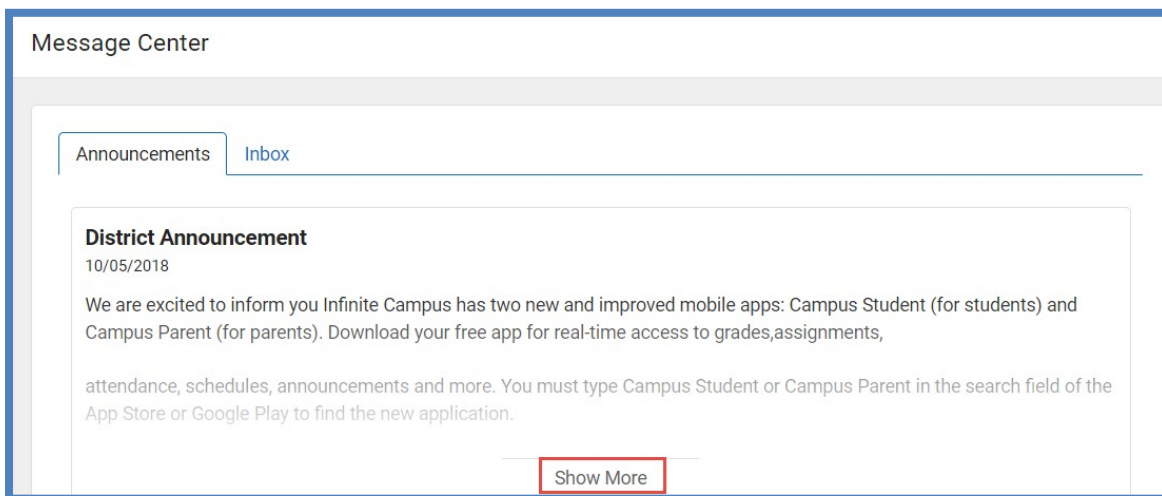 Message Center
Announcements Inbox
District Announcement
10/05/2018
We are excited to inform you Infinite Campus has two new and improved mobile apps: Campus Student (for students) and
Campus Parent (for parents). Download your free app for real-time access to grades,assignments,
attendance, schedules, announcements and more. You must type Campus Student or Campus Parent in the search field of the
App Store or Google Play to find the new application.
Show More